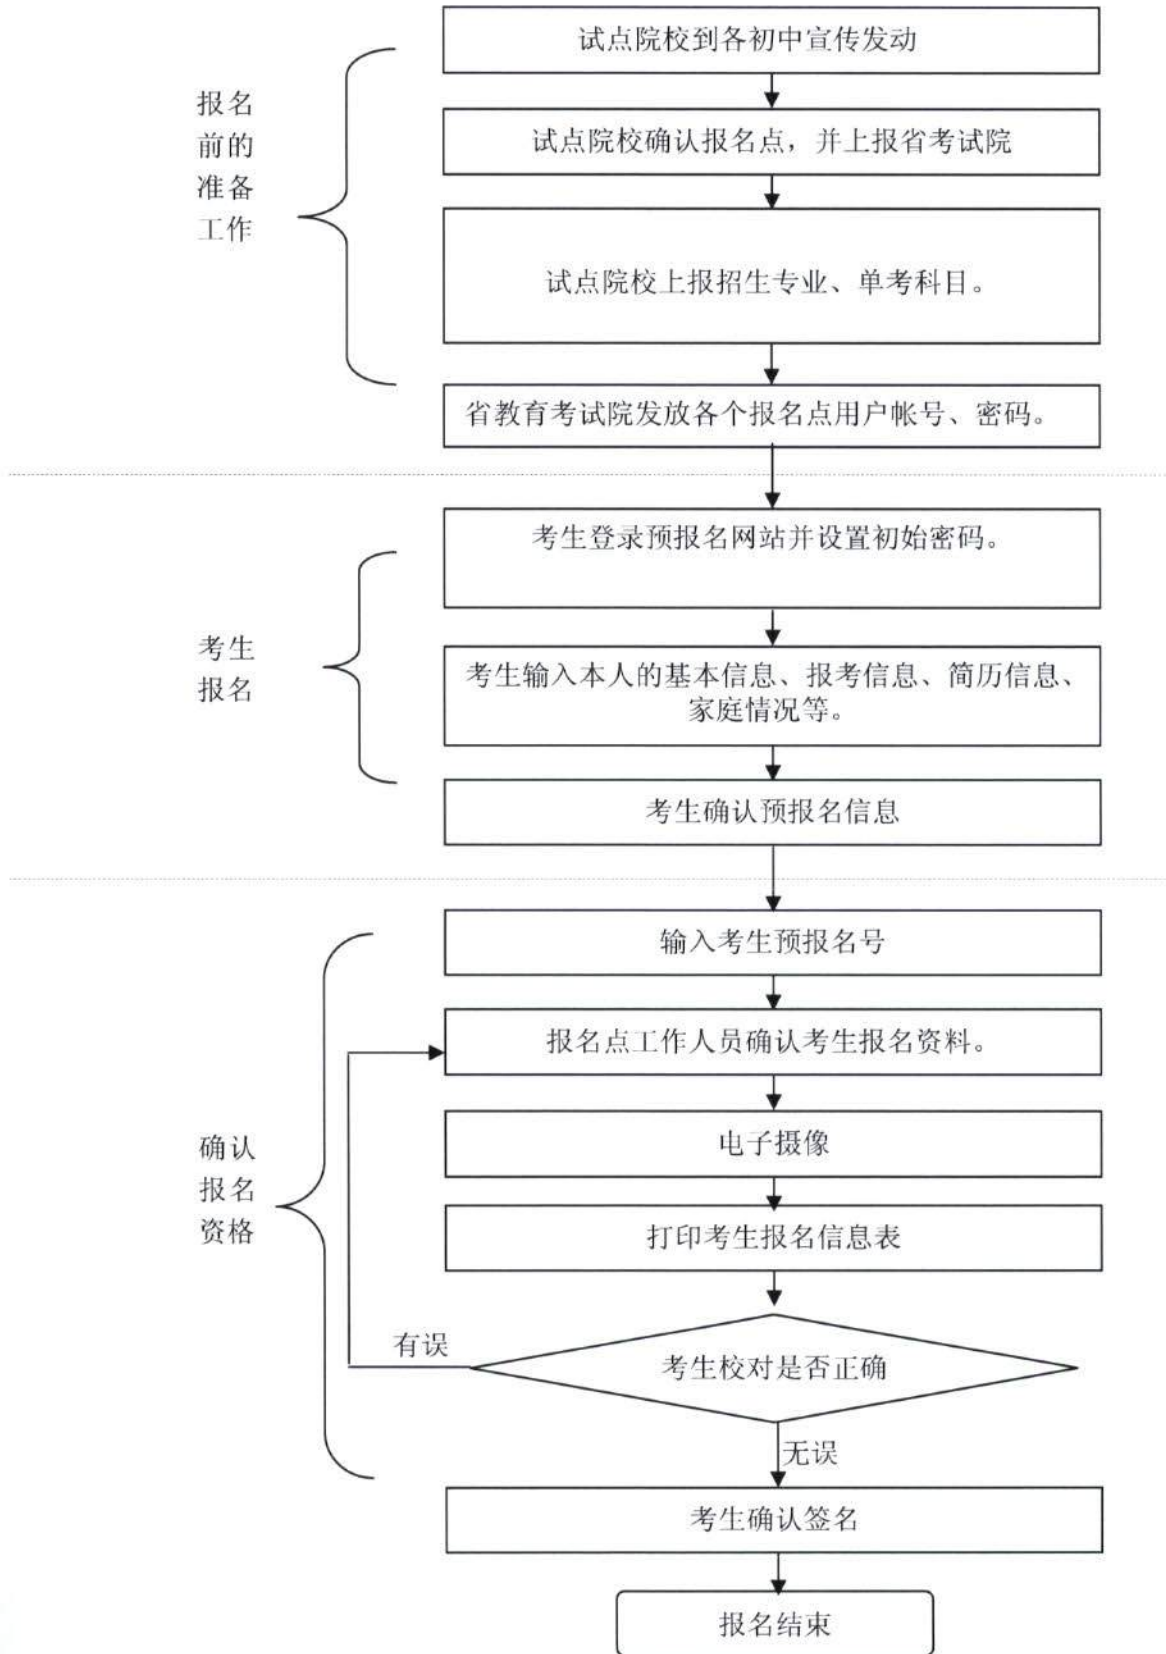 试点院校到各初中宣传发动
报名
前的
准备
工作
试点院校确认报名点，并上报省考试院
试点院校上报招生专业、单考科目。
省教育考试院发放各个报名点用户帐号、密码。
考生登录预报名网站并设置初始密码。
考生
报名
考生输入本人的基本信息、报考信息、简历信息、
家庭情况等。
考生确认预报名信息
输入考生预报名号
报名点工作人员确认考生报名资料。
确认
报名
资格
电子摄像
打印考生报名信息表
有误
考生校对是否正确
无误
考生确认签名
报名结束